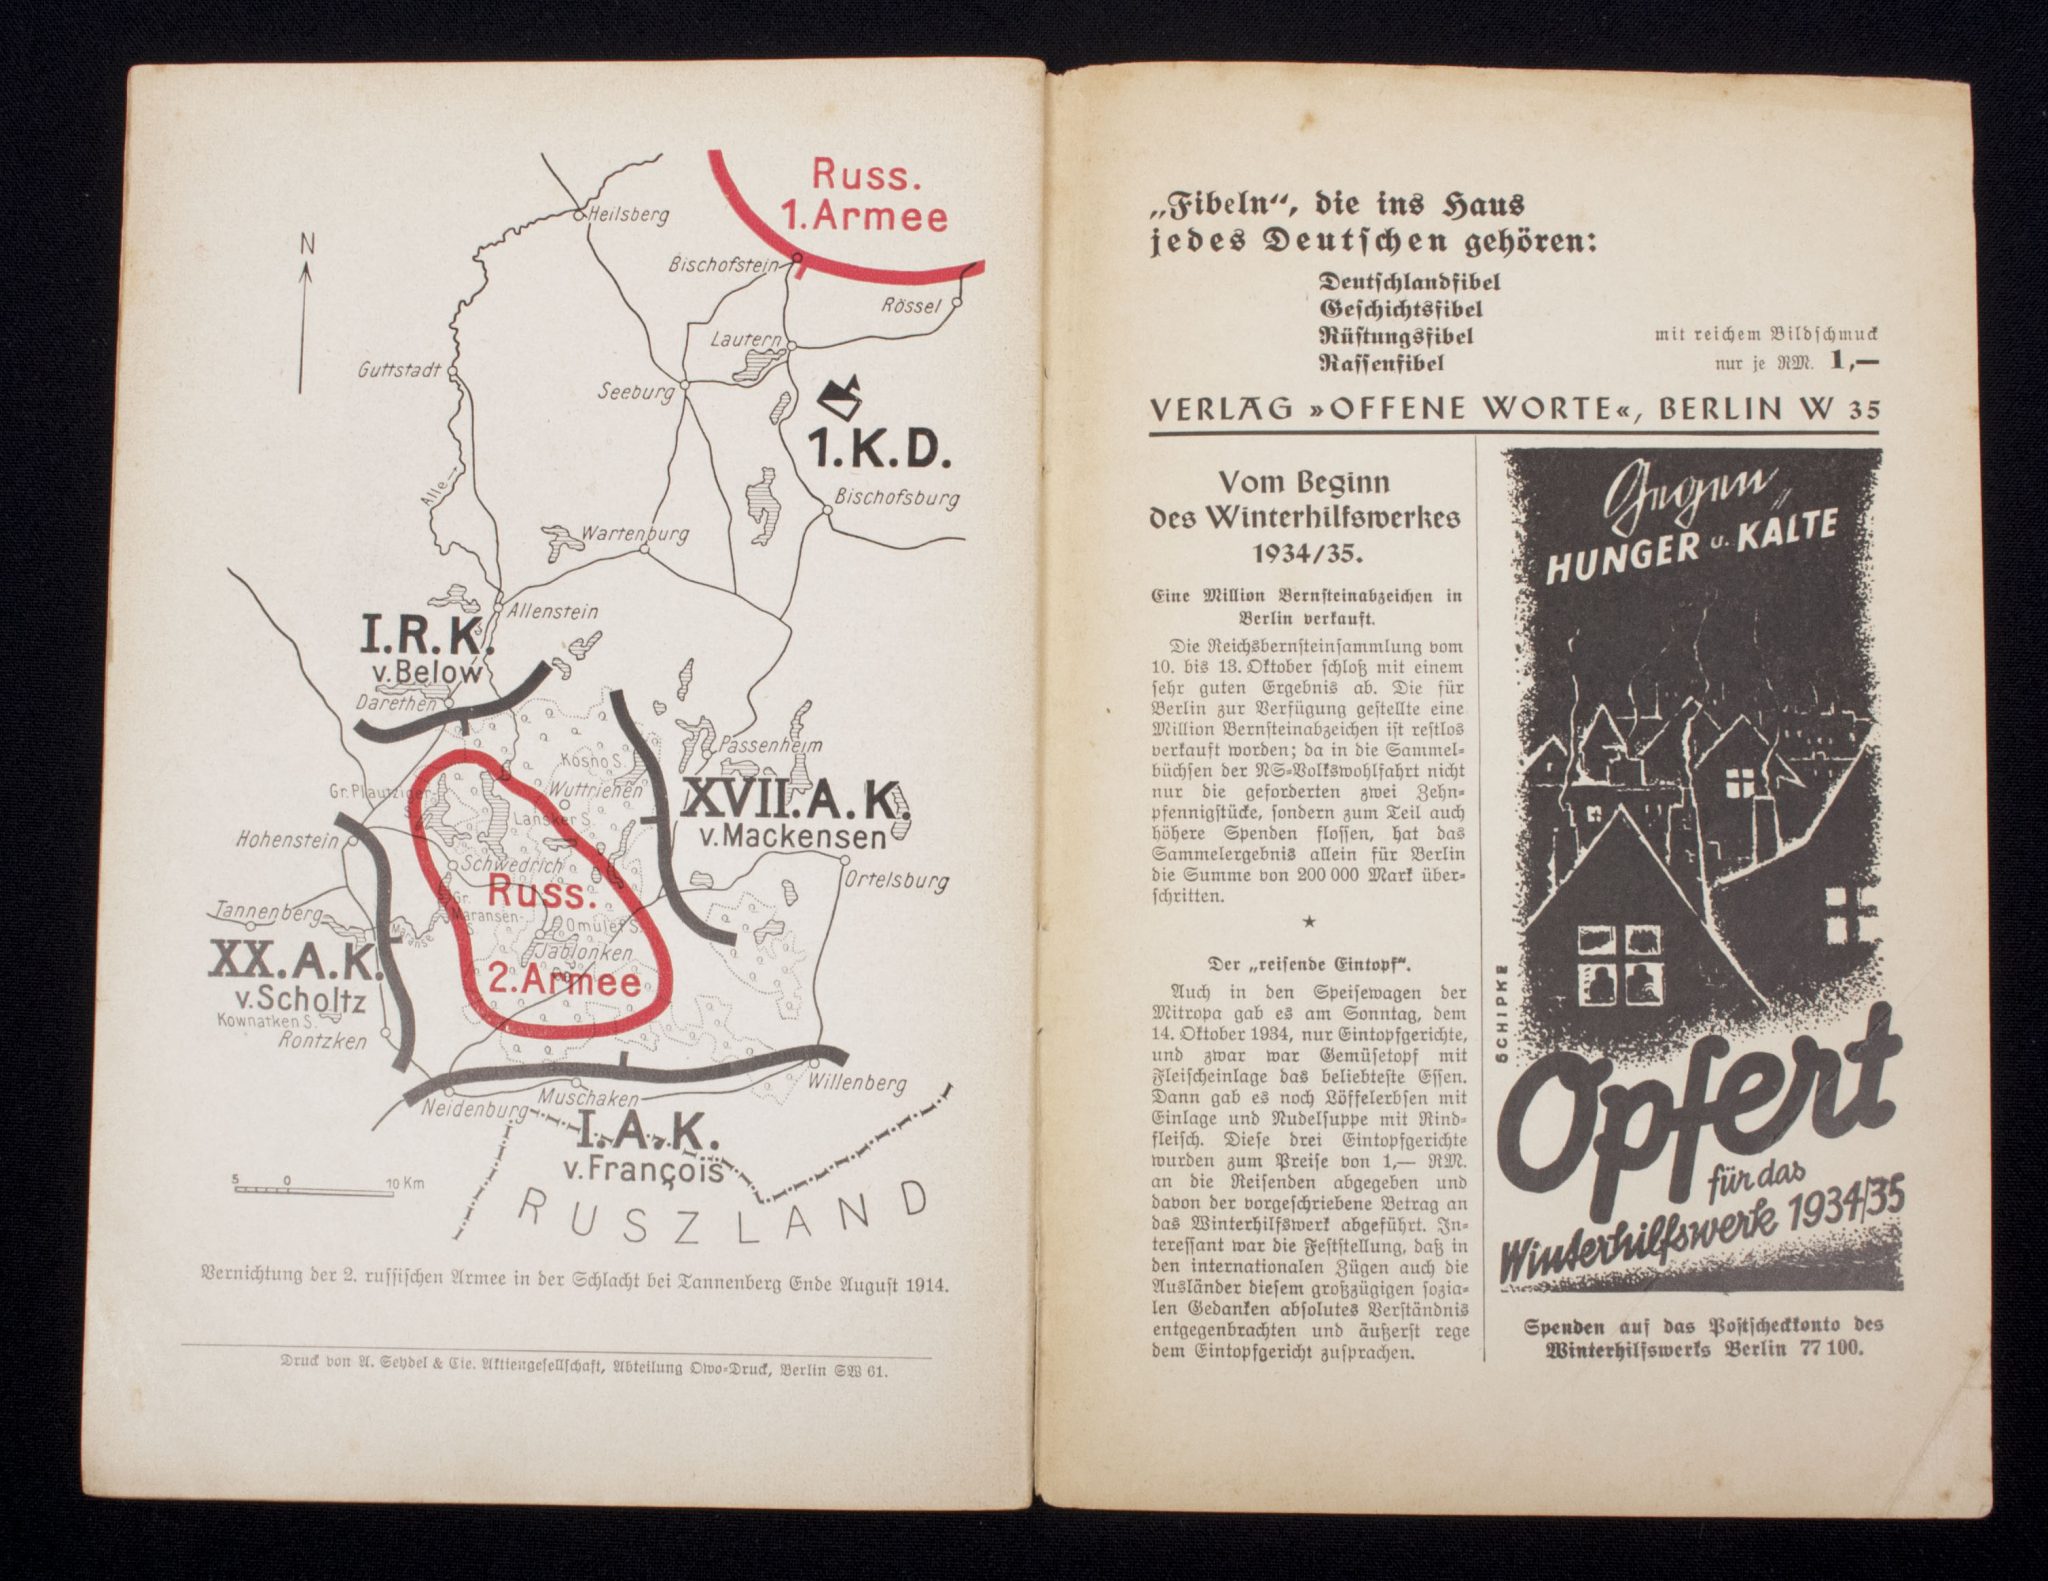 Russ.
1. Armee
N
Heilsberg
Bischofstein
Rössel
Lautern
Guttstadt
Seeburg
1.K.D.
Alle
Bischofsburg
Wartenburg
Allenstein
I.R.K.
v.Below
Darethen
Passenheim
Kosno S.
Wuttrienen
Gr. Plautziger-
S.
XVII.A.K.
v.Mackensen
Lansker S.
Hohenstein
Schwedrich
Ortelsburg
Russ.
Gr.
Maransen-
S.
Tannenberg
Maranse
Omulef S.
Jablonken
XX.A.K.
2.Armee
v.Scholtz
Kownatken S.
Rontzken
Willenberg
Muschaken
Neidenburg
I.A.K.
v.François
5 0 10 Km
RUSZLAND
Vernichtung der 2. russischen Armee in der Schlacht bei Tannenberg Ende August 1914.
Druck von A. Seydel & Cie. Aktiengesellschaft, Abteilung Owo-Druck, Berlin SW 61.
„Fibeln“, die ins Haus
jedes Deutschen gehören:
Deutschlandfibel
Geschichtsfibel
Rüstungsfibel
Rassenfibel
mit reichem Bildschmuck
nur je RM. 1,—
VERLAG »OFFENE WORTE«, BERLIN W 35
Vom Beginn
des Winterhilfswerkes
1934/35.
Eine Million Bernsteinabzeichen in
Berlin verkauft.
Die Reichsbernsteinsammlung vom
10. bis 13. Oktober schloß mit einem
sehr guten Ergebnis ab. Die für
Berlin zur Verfügung gestellte eine
Million Bernsteinabzeichen ist restlos
verkauft worden; da in die Sammel-
büchsen der NS-Volkswohlfahrt nicht
nur die geforderten zwei Zehn-
pfennigstücke, sondern zum Teil auch
höhere Spenden flossen, hat das
Sammelergebnis allein für Berlin
die Summe von 200 000 Mark über-
schritten.
Der „reisende Eintopf“.
Auch in den Speisewagen der
Mitropa gab es am Sonntag, dem
14. Oktober 1934, nur Eintopfgerichte,
und zwar war Gemüsetopf mit
Fleischeinlage das beliebteste Essen.
Dann gab es noch Löffelerbsen mit
Einlage und Nudelsuppe mit Rind-
fleisch. Diese drei Eintopfgerichte
wurden zum Preise von 1,— RM.
an die Reisenden abgegeben und
davon der vorgeschriebene Betrag an
das Winterhilfswerk abgeführt. In-
teressant war die Feststellung, daß in
den internationalen Zügen auch die
Ausländer diesem großzügigen sozia-
len Gedanken absolutes Verständnis
entgegenbrachten und äußerst rege
dem Eintopfgericht zusprachen.
Gegen
HUNGER u. KÄLTE
SCHIPKE
Opfert
für das
Winterhilfswerk 1934/35
Spenden auf das Postscheckkonto des
Winterhilfswerks Berlin 77 100.